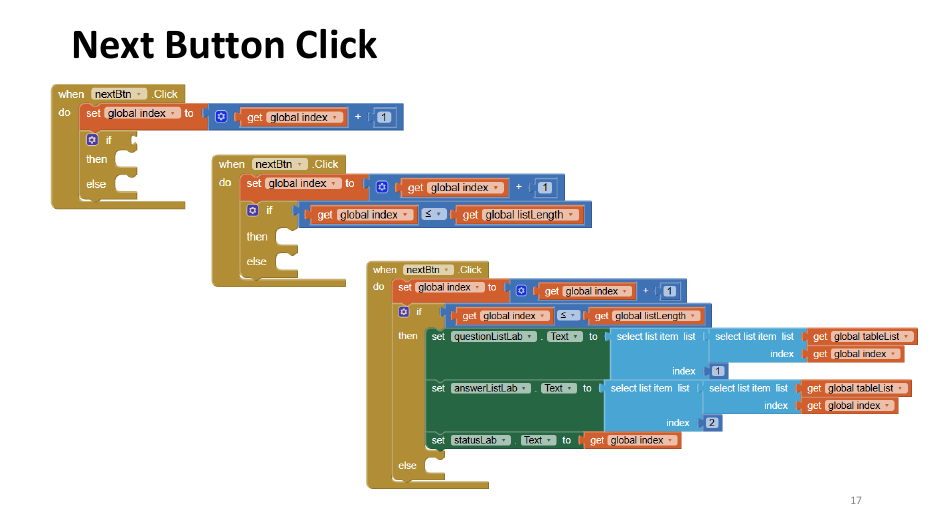 Next Button Click
when nextBtn .Click
do set global index to get global index + 1
if
then
else
when nextBtn .Click
do set global index to get global index + 1
if get global index ≤ get global listLength
then
else
when nextBtn .Click
do set global index to get global index + 1
if get global index ≤ get global listLength
then set questionListLab . Text to select list item list select list item list get global tableList
index get global index
index 1
set answerListLab . Text to select list item list select list item list get global tableList
index get global index
index 2
set statusLab . Text to get global index
else
17